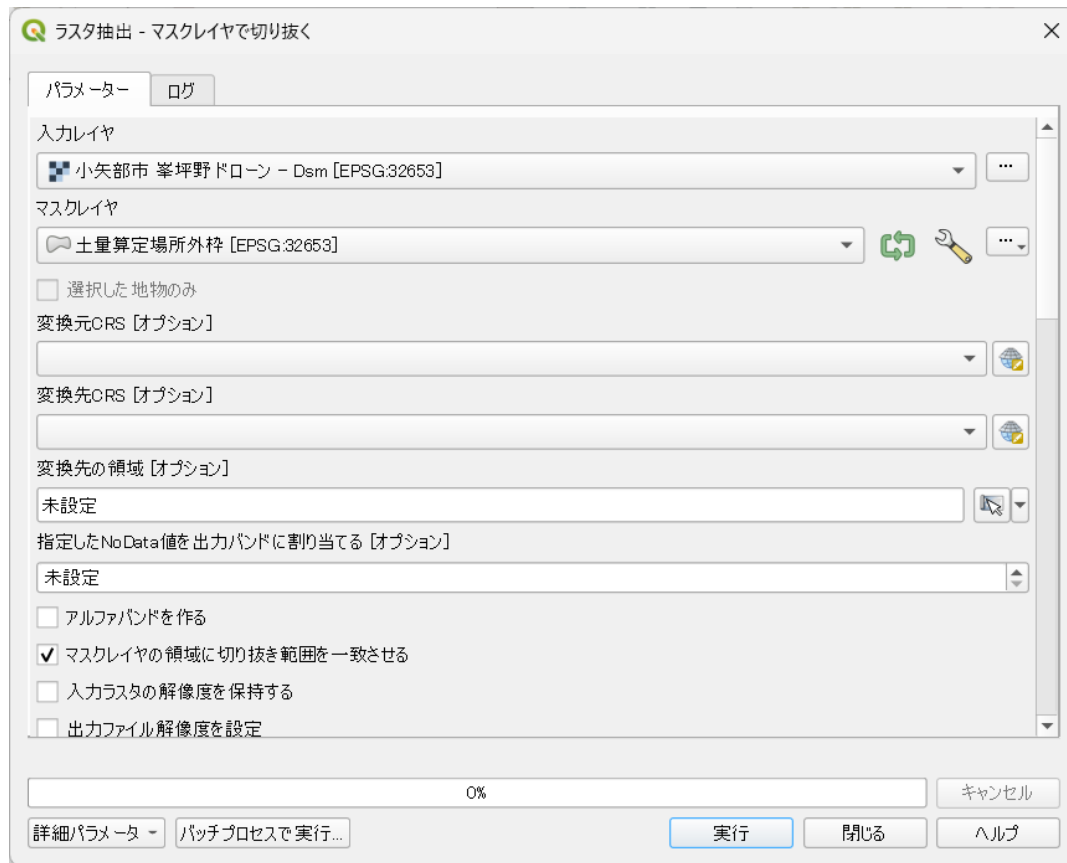 ラスタ抽出 - マスクレイヤで切り抜く
パラメーター ログ
入力レイヤ
小矢部市 峯坪野ドローン - Dsm [EPSG:32653]
...
マスクレイヤ
土量算定場所外枠 [EPSG:32653]
...
選択した地物のみ
変換元CRS [オプション]
変換先CRS [オプション]
変換先の領域 [オプション]
未設定
指定したNoData値を出力バンドに割り当てる [オプション]
未設定
アルファバンドを作る
マスクレイヤの領域に切り抜き範囲を一致させる
入力ラスタの解像度を保持する
出力ファイル解像度を設定
0% キャンセル
詳細パラメータ バッチプロセスで実行... 実行 閉じる ヘルプ